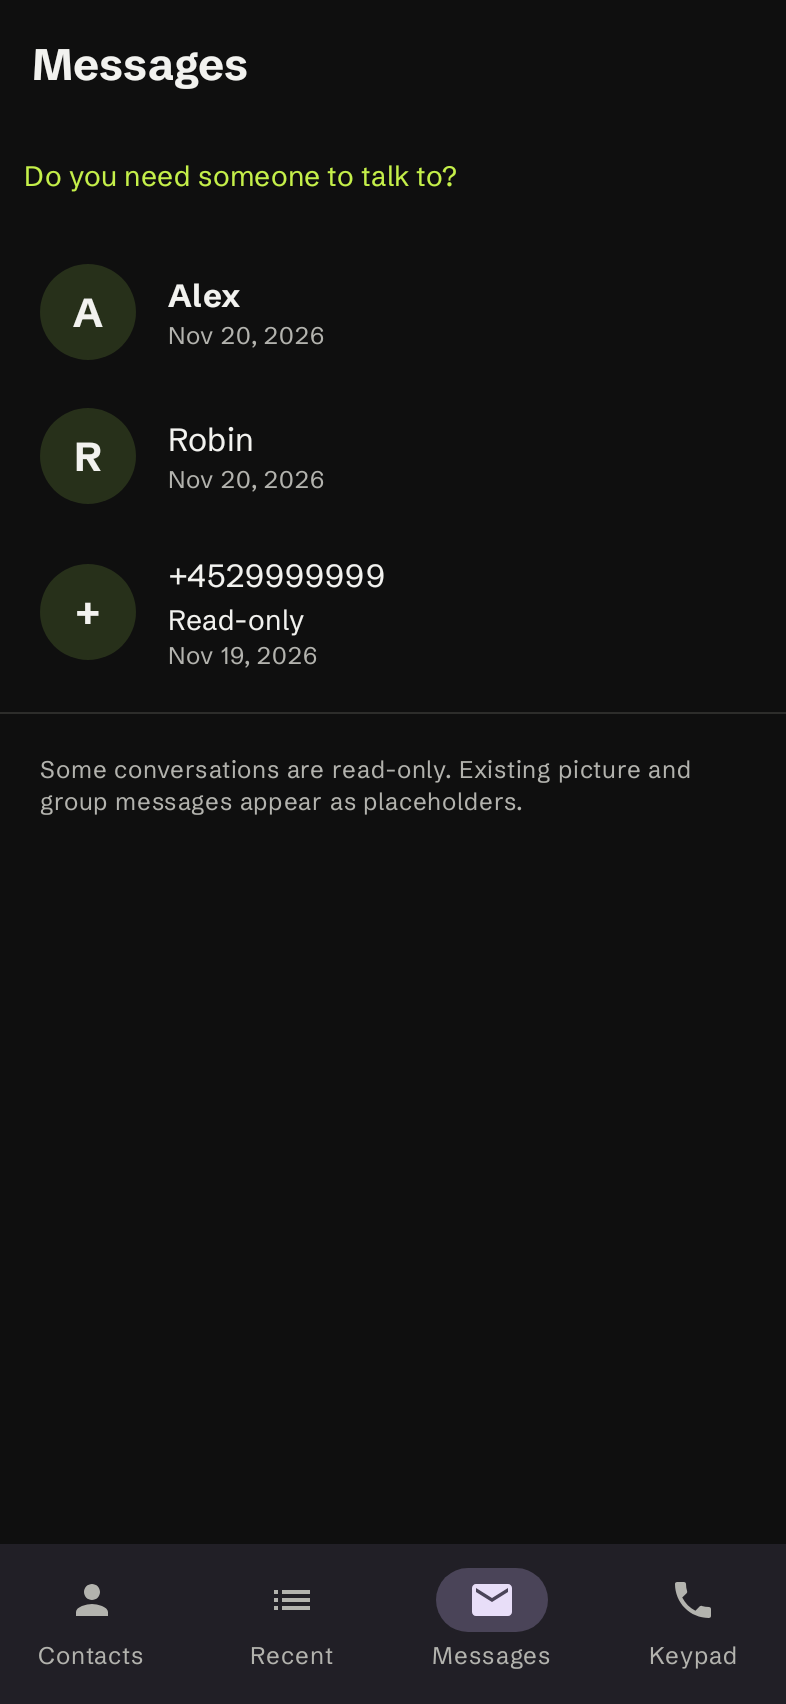 Messages
Do you need someone to talk to?
A
Alex
Nov 20, 2026
R
Robin
Nov 20, 2026
+
+4529999999
Read-only
Nov 19, 2026
Some conversations are read-only. Existing picture and
group messages appear as placeholders.
Contacts
Recent
Messages
Keypad